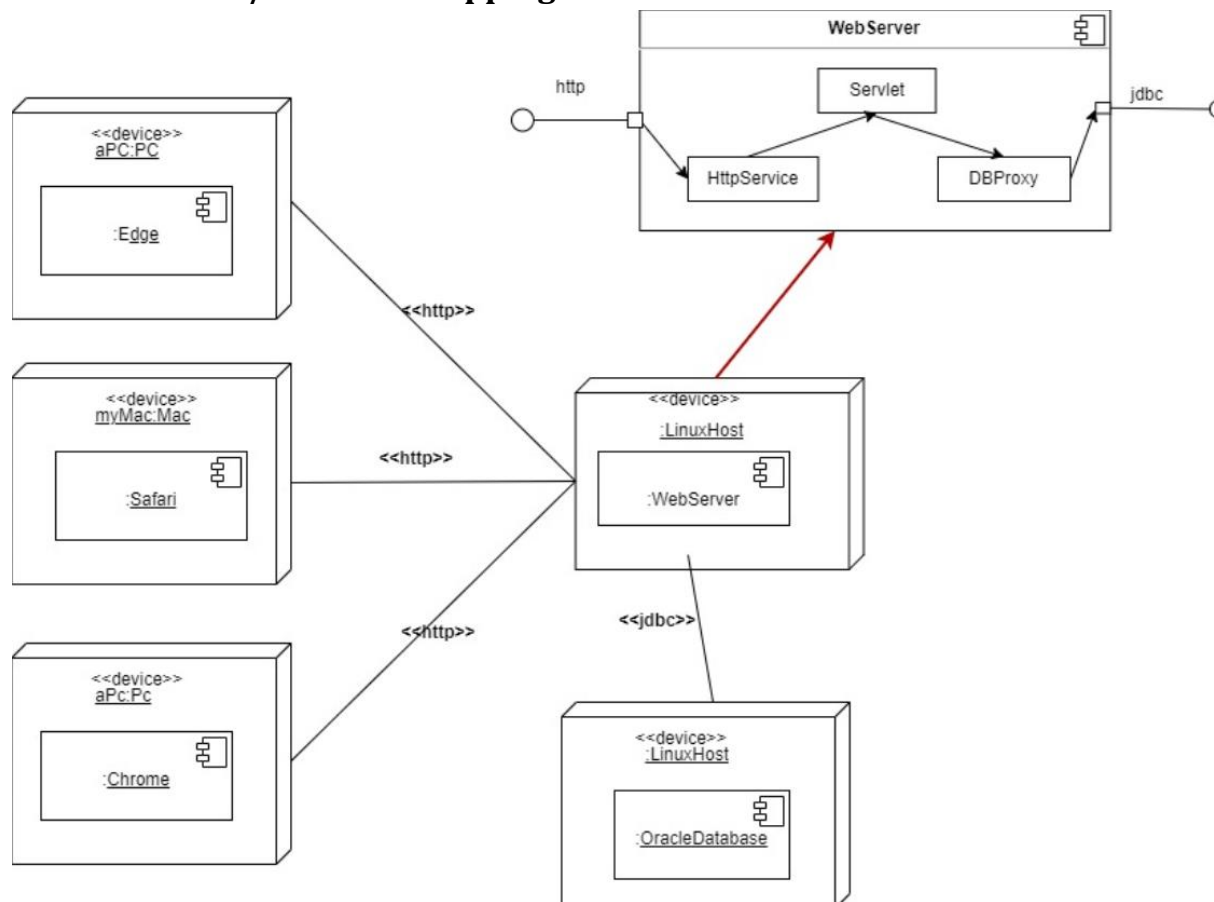 WebServer
http
Servlet
jdbc
HttpService
DBProxy
<<device>>
aPC:PC
:Edge
<<http>>
<<device>>
myMac:Mac
:Safari
<<http>>
<<device>>
:LinuxHost
:WebServer
<<http>>
<<jdbc>>
<<device>>
aPc:Pc
:Chrome
<<device>>
:LinuxHost
:OracleDatabase